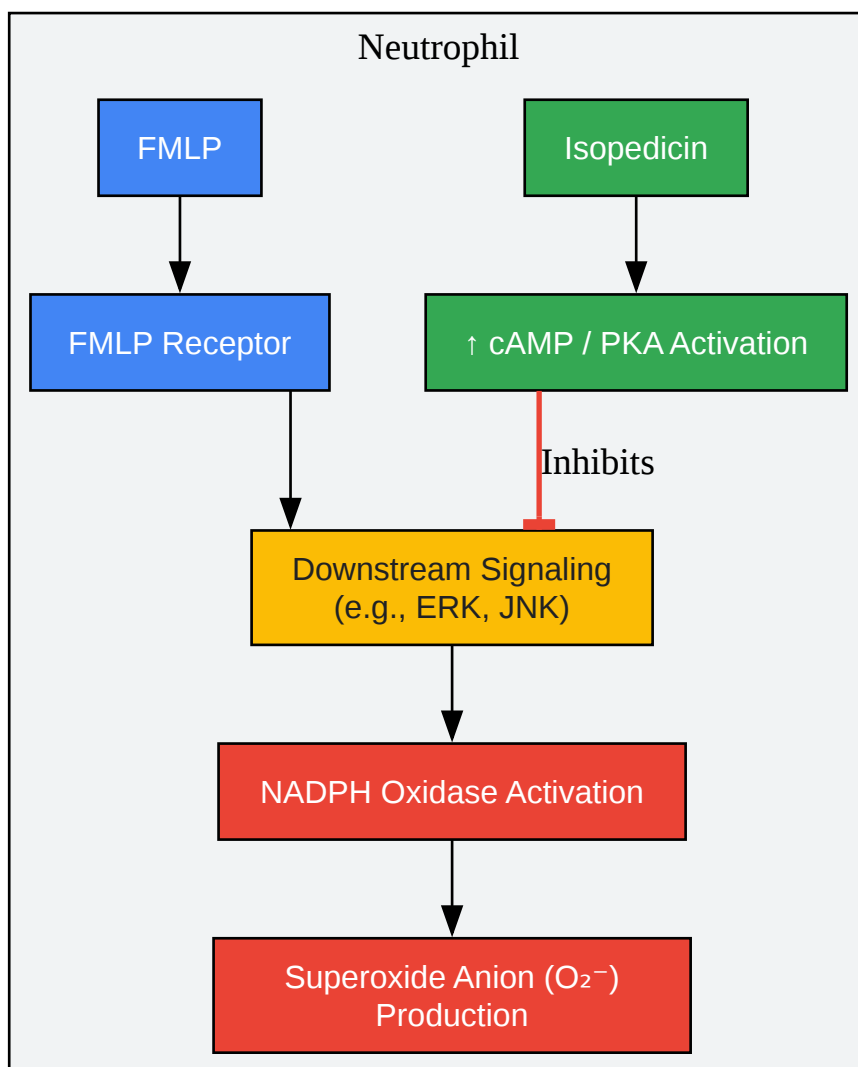 Neutrophil
FMLP
Isopedicin
FMLP Receptor
↑ cAMP / PKA Activation
Inhibits
Downstream Signaling
(e.g., ERK, JNK)
NADPH Oxidase Activation
Superoxide Anion (O₂⁻)
Production